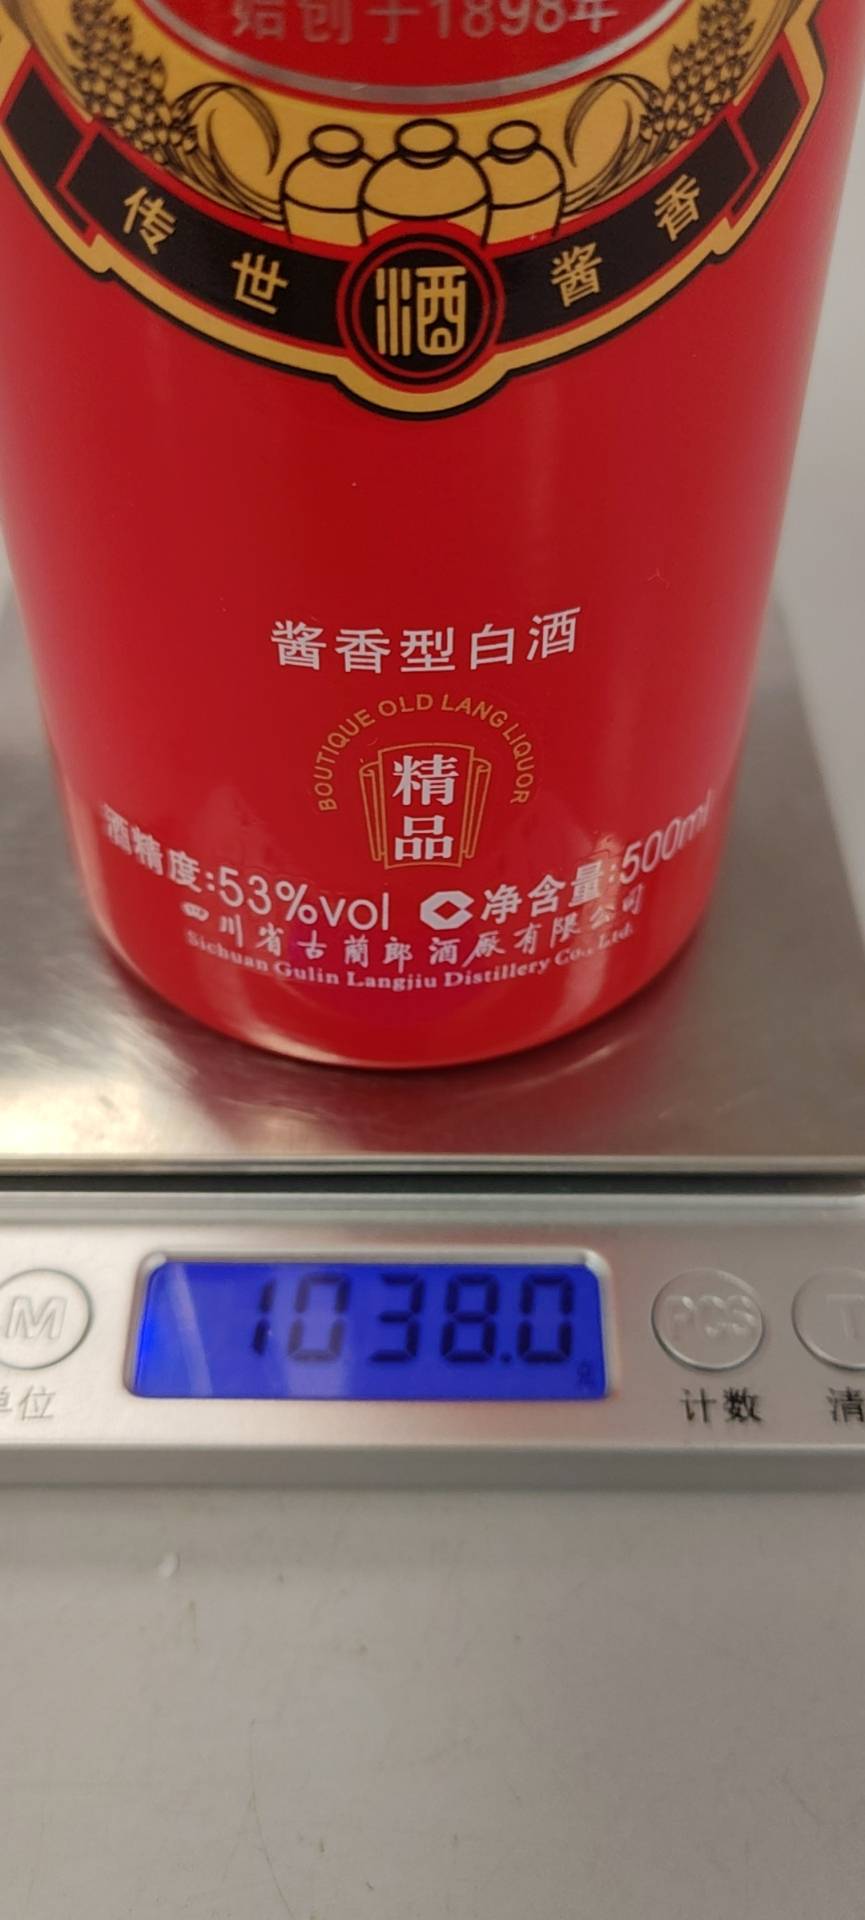 始创于1898年
传世酒酱香
酱香型白酒
BOUTIQUE OLD LANG LIQUOR
精
品
酒精度:53%vol 净含量:500ml
四川省古蔺郎酒厂有限公司
Sichuan Gulin Langjiu Distillery Co., Ltd.
1038.0
M PCS T
单位 计数 清